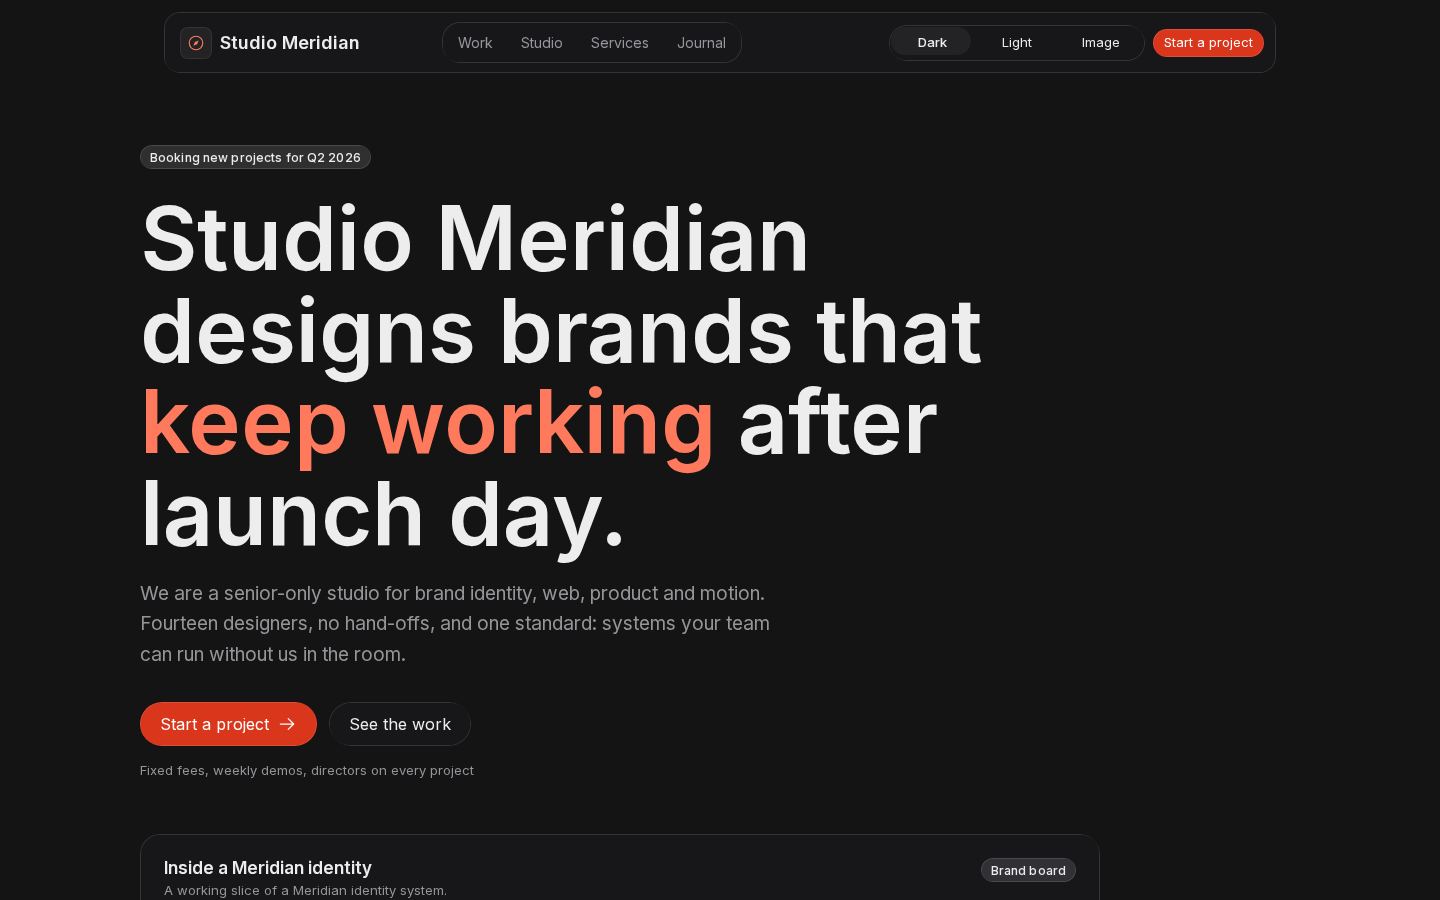 Studio Meridian
Work
Studio
Services
Journal
Dark
Light
Image
Start a project
Booking new projects for Q2 2026
Studio Meridian
designs brands that
keep working after
launch day.
We are a senior-only studio for brand identity, web, product and motion.
Fourteen designers, no hand-offs, and one standard: systems your team
can run without us in the room.
Start a project
See the work
Fixed fees, weekly demos, directors on every project
Inside a Meridian identity
Brand board
A working slice of a Meridian identity system.